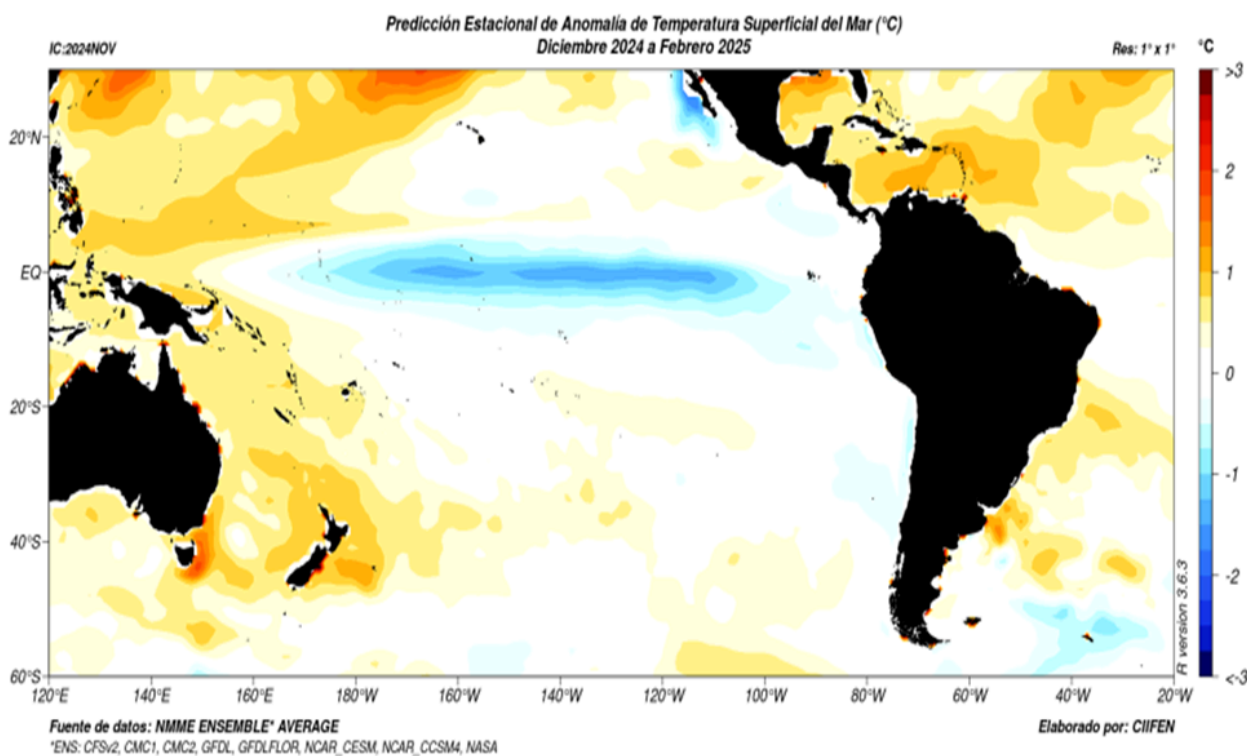 Predicción Estacional de Anomalía de Temperatura Superficial del Mar (°C)
IC:2024NOV
Diciembre 2024 a Febrero 2025
Res: 1° x 1°
°C
>3
2
1
0
-1
-2
<-3
20°N
EQ
20°S
40°S
60°S
120°E 140°E 160°E 180°W 160°W 140°W 120°W 100°W 80°W 60°W 40°W 20°W
R version 3.6.3
Fuente de datos: NMME ENSEMBLE* AVERAGE
Elaborado por: CIIFEN
*ENS: CFSv2, CMC1, CMC2, GFDL, GFDLFLOR, NCAR_CESM, NCAR_CCSM4, NASA